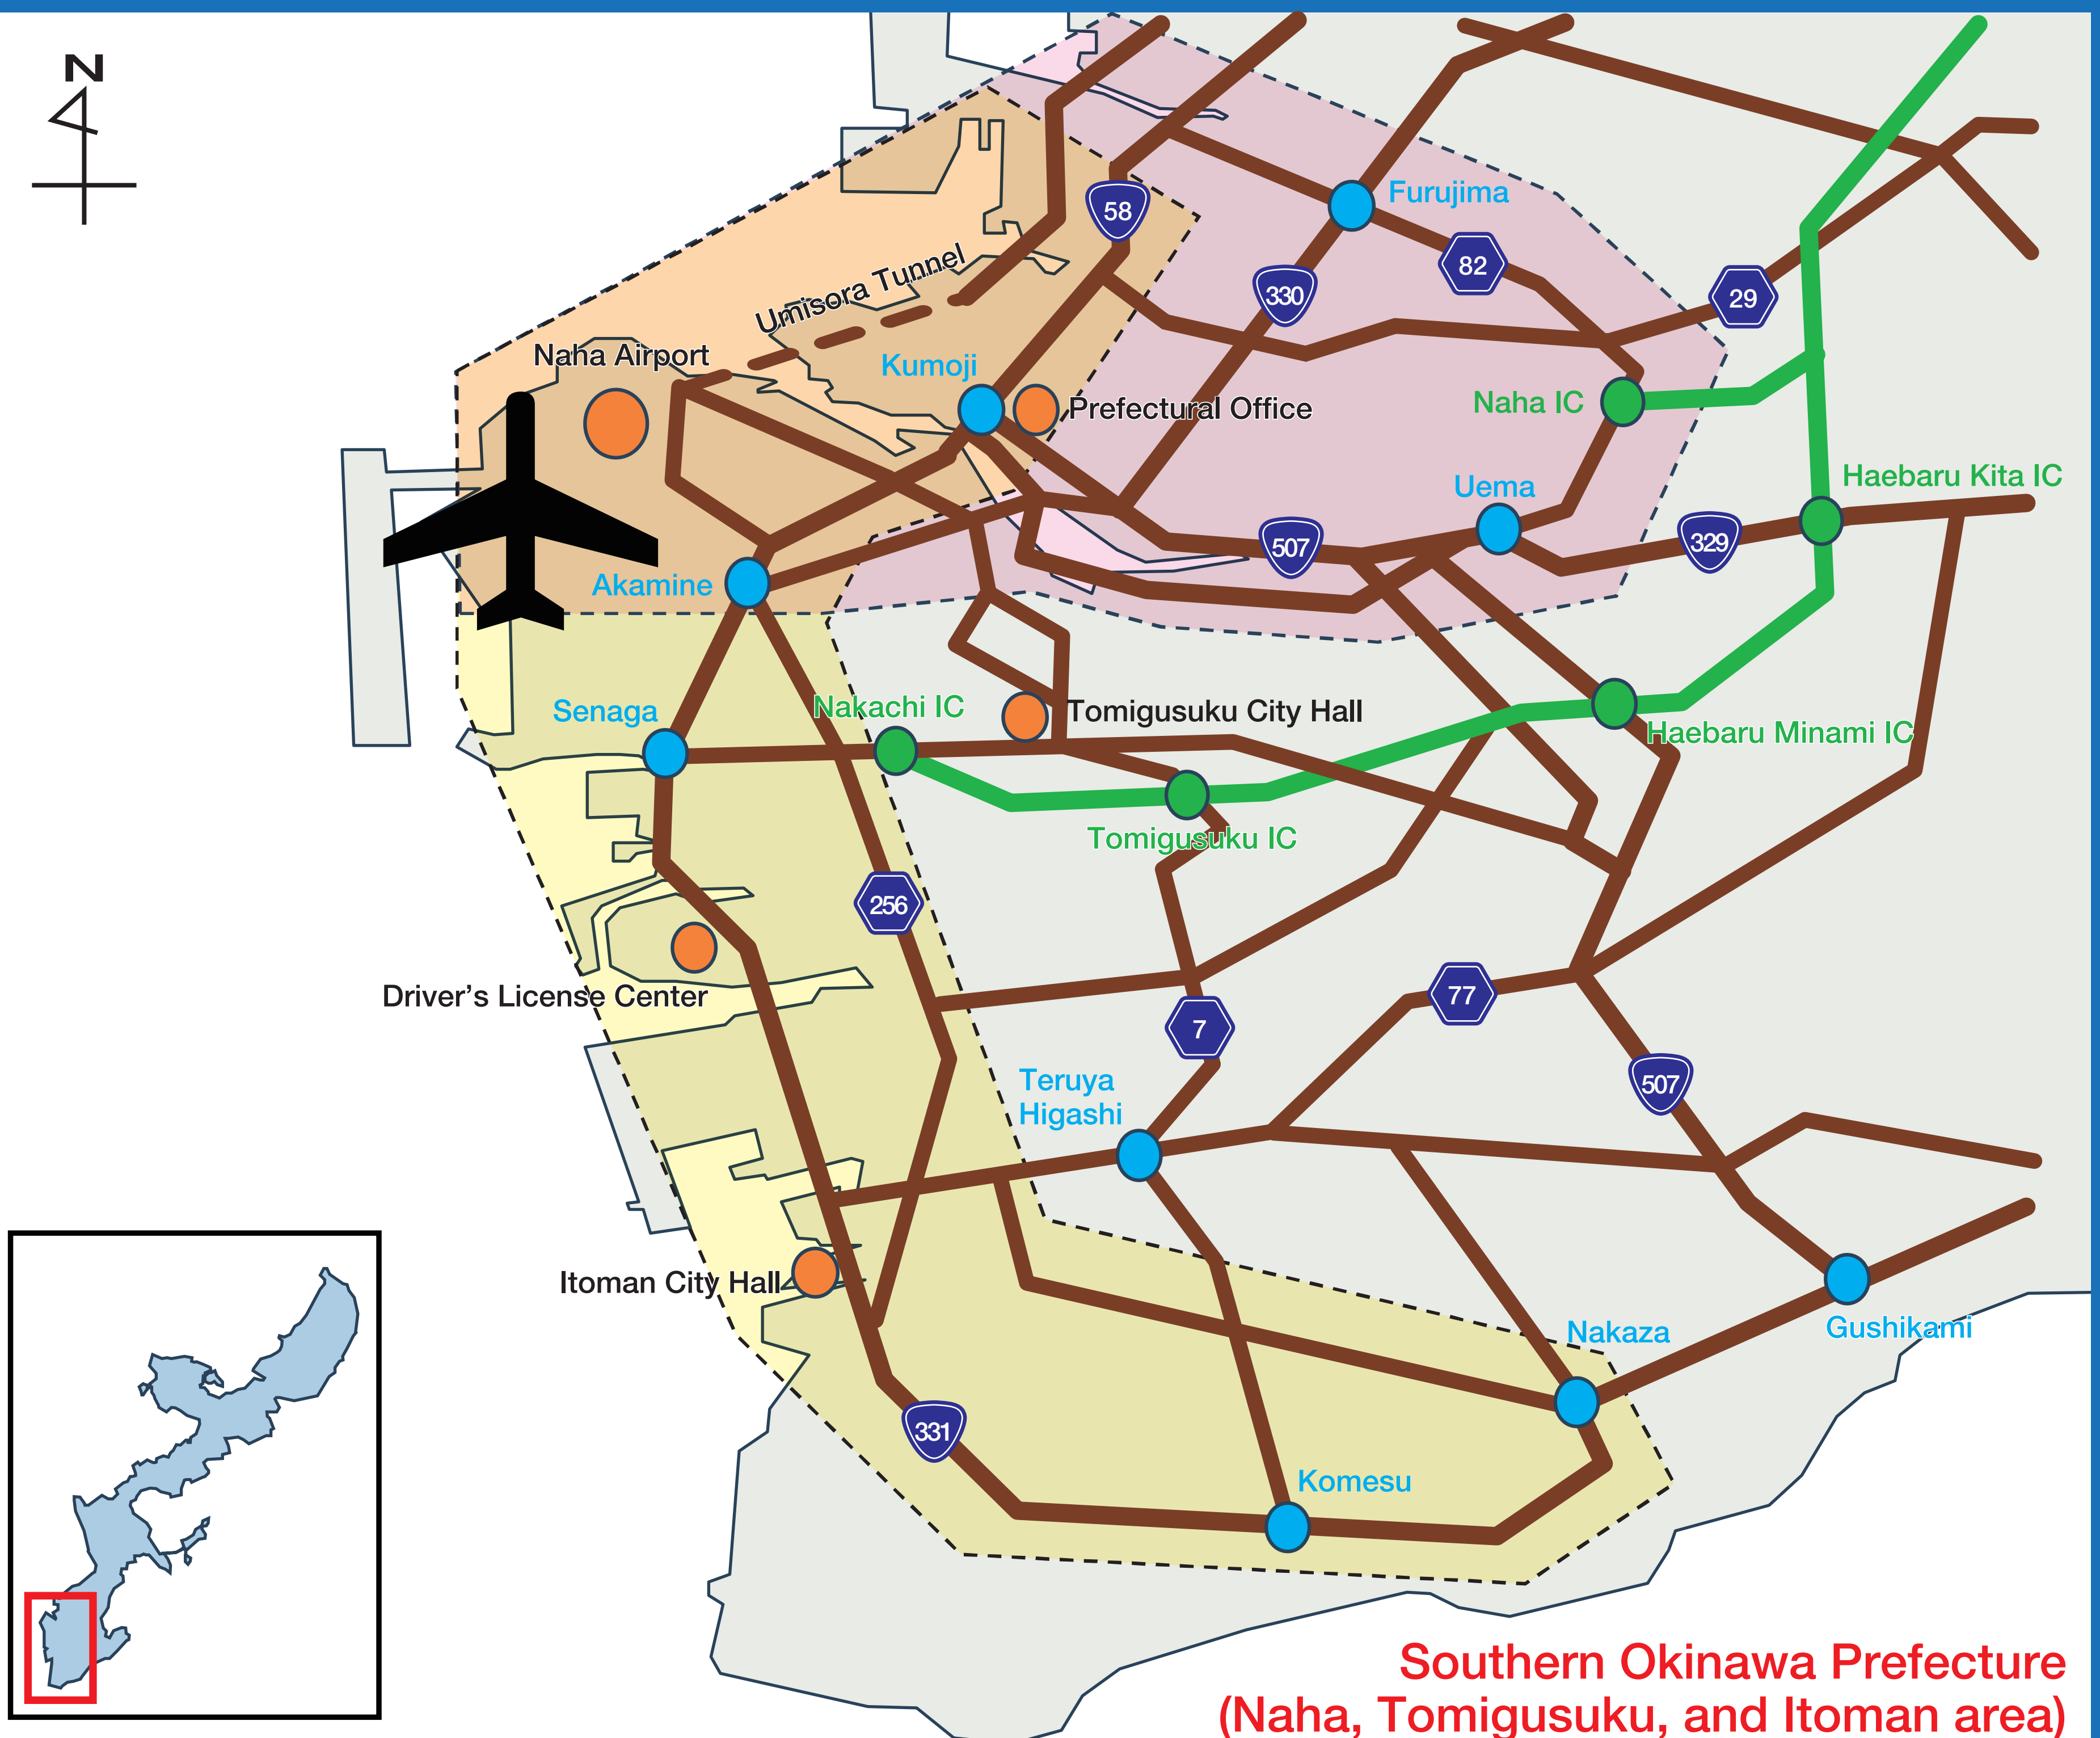 N
58
Furujima
82
330
29
Umisora Tunnel
Naha Airport
Kumoji
Prefectural Office
Naha IC
Haebaru Kita IC
Uema
507
329
Akamine
Senaga
Nakachi IC
Tomigusuku City Hall
Haebaru Minami IC
Tomigusuku IC
256
Driver's License Center
77
7
Teruya
Higashi
507
Itoman City Hall
Gushikami
Nakaza
331
Komesu
Southern Okinawa Prefecture
(Naha, Tomigusuku, and Itoman area)